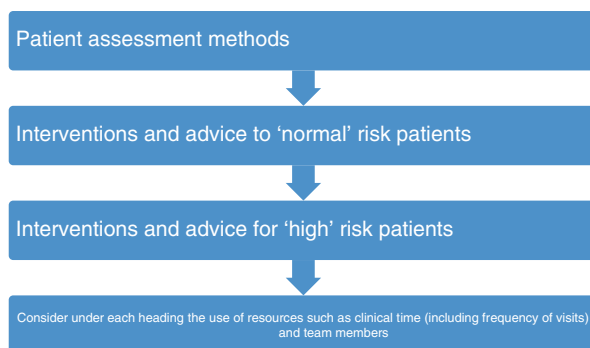 Patient assessment methods
Interventions and advice to ‘normal’ risk patients
Interventions and advice for ‘high’ risk patients
Consider under each heading the use of resources such as clinical time (including frequency of visits)
and team members